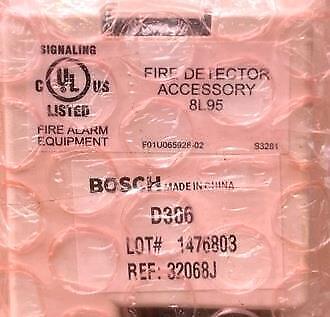 SIGNALING
C UL US
LISTED
FIRE ALARM
EQUIPMENT
FIRE DETECTOR
ACCESSORY
8L95
F01U065928-02 S3281
BOSCH MADE IN CHINA
D366
LOT# 1476803
REF: 32068J